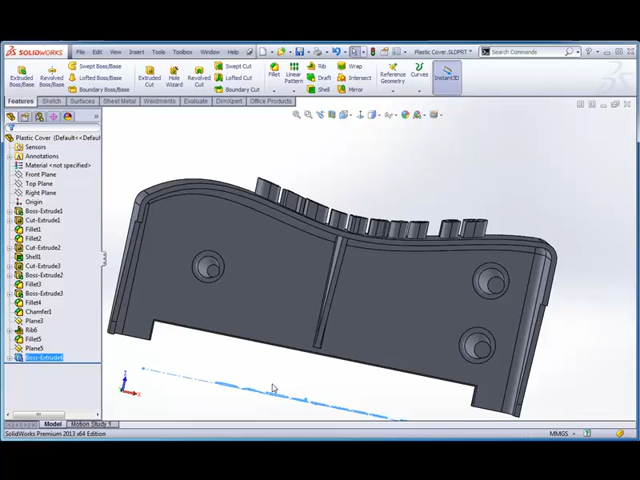 SOLIDWORKS File Edit View Insert Tools Toolbox Window Help Plastic Cover.SLDPRT * Search Commands
Extruded Boss/Base Revolved Boss/Base Swept Boss/Base Lofted Boss/Base Boundary Boss/Base Extruded Cut Hole Wizard Revolved Cut Swept Cut Lofted Cut Boundary Cut Fillet Linear Pattern Rib Draft Shell Wrap Intersect Mirror Reference Geometry Curves Instant3D
Features Sketch Surfaces Sheet Metal Weldments Evaluate DimXpert Office Products
Plastic Cover (Default<<Defau
Sensors
Annotations
Material <not specified>
Front Plane
Top Plane
Right Plane
Origin
Boss-Extrude1
Cut-Extrude1
Fillet1
Fillet2
Cut-Extrude2
Shell1
Cut-Extrude3
Boss-Extrude2
Fillet3
Boss-Extrude3
Fillet4
Chamfer1
Plane3
Rib6
Fillet5
Plane5
Boss-Extrude6
Model Motion Study 1
SolidWorks Premium 2013 x64 Edition MMGS